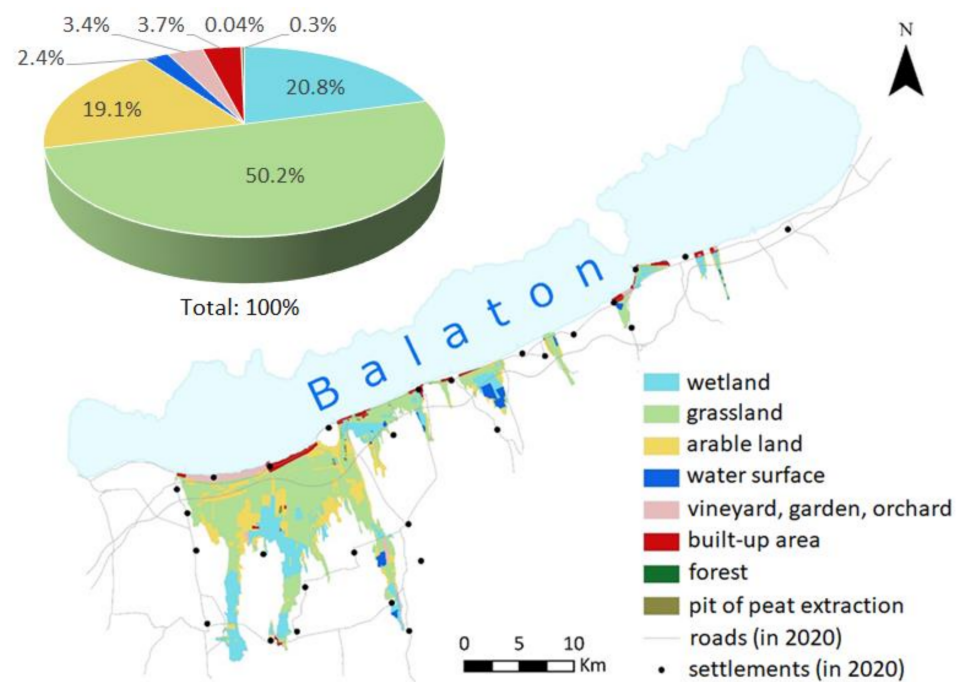 3.4% 3.7% 0.04% 0.3%
2.4%
20.8%
19.1%
50.2%
Total: 100%
N
Balaton
wetland
grassland
arable land
water surface
vineyard, garden, orchard
built-up area
forest
pit of peat extraction
roads (in 2020)
settlements (in 2020)
0 5 10
Km